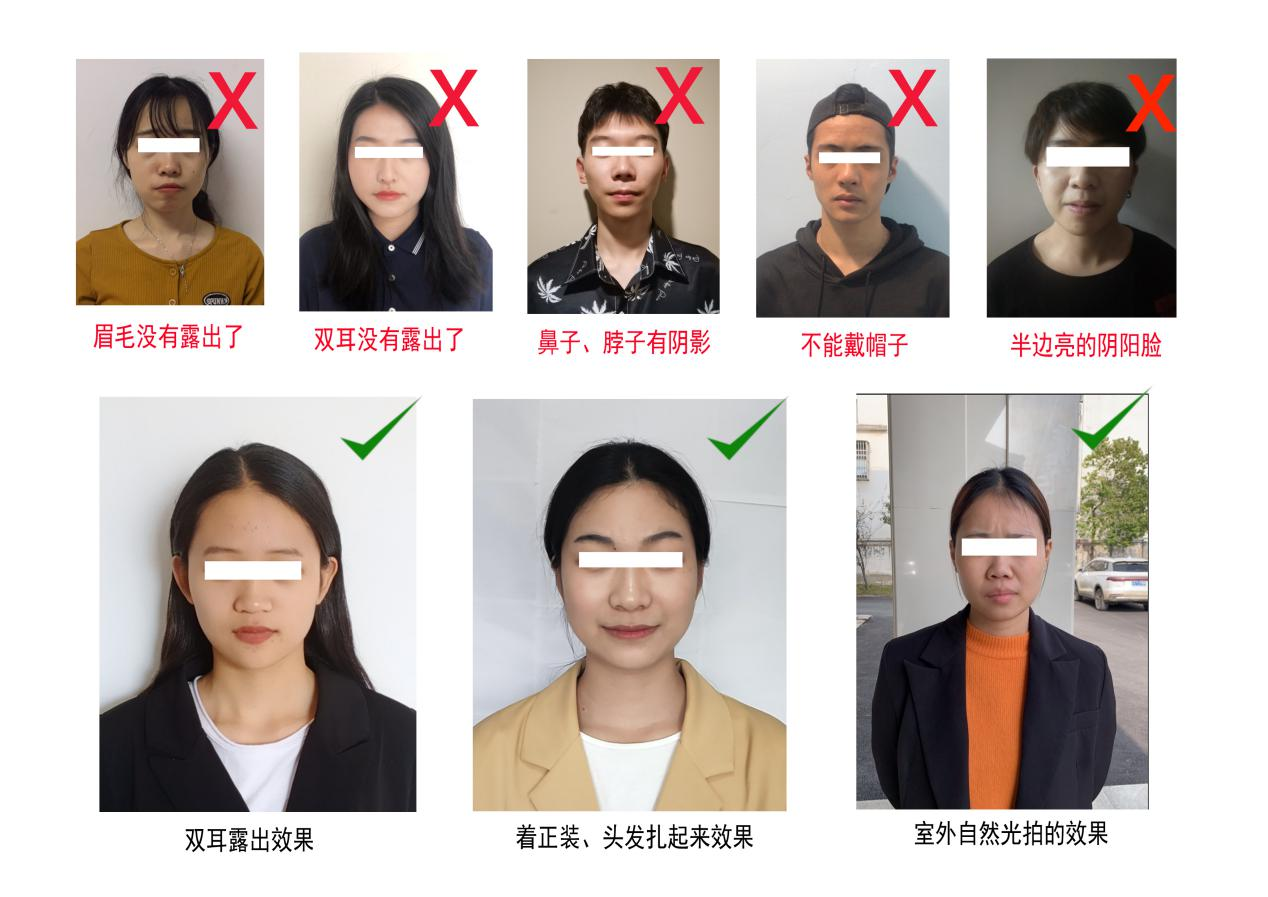 X X X X X
眉毛没有露出了
双耳没有露出了
鼻子、脖子有阴影
不能戴帽子
半边亮的阴阳脸
双耳露出效果
着正装、头发扎起来效果
室外自然光拍的效果